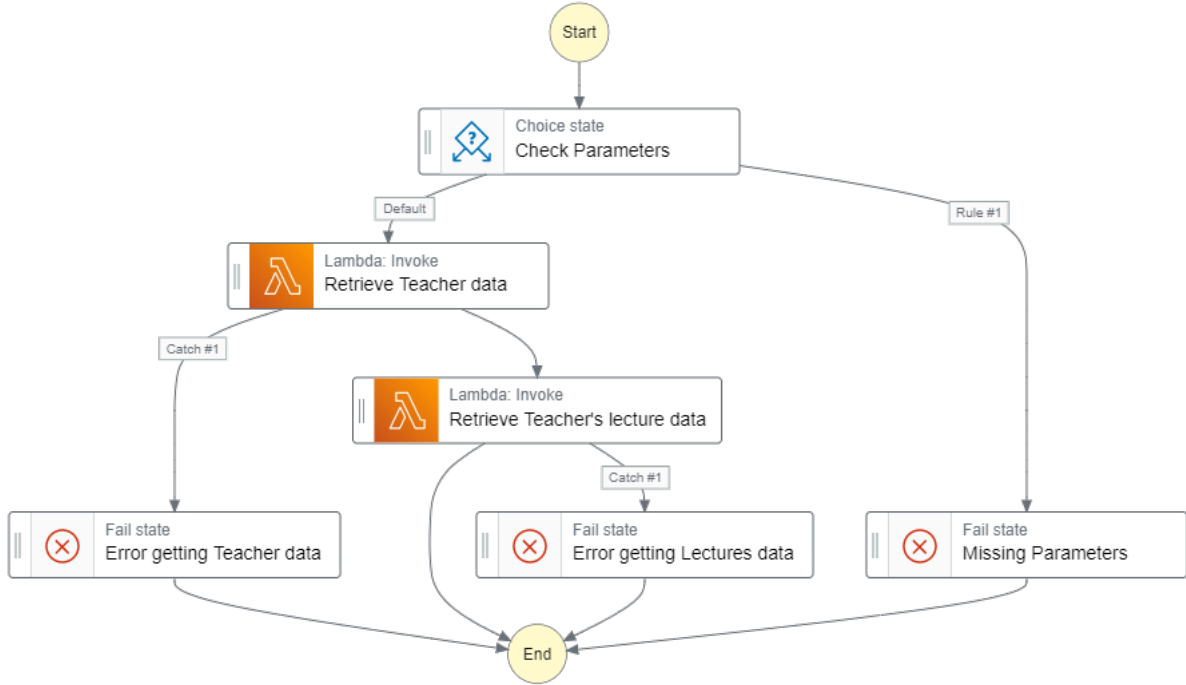 Start
Choice state
Check Parameters
Default
Rule #1
Lambda: Invoke
Retrieve Teacher data
Catch #1
Lambda: Invoke
Retrieve Teacher's lecture data
Catch #1
Fail state
Error getting Teacher data
Fail state
Error getting Lectures data
Fail state
Missing Parameters
End